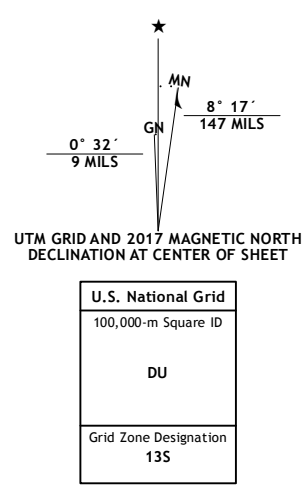 MN
GN
8° 17´
147 MILS
0° 32´
9 MILS
UTM GRID AND 2017 MAGNETIC NORTH
DECLINATION AT CENTER OF SHEET
U.S. National Grid
100,000-m Square ID
DU
Grid Zone Designation
13S